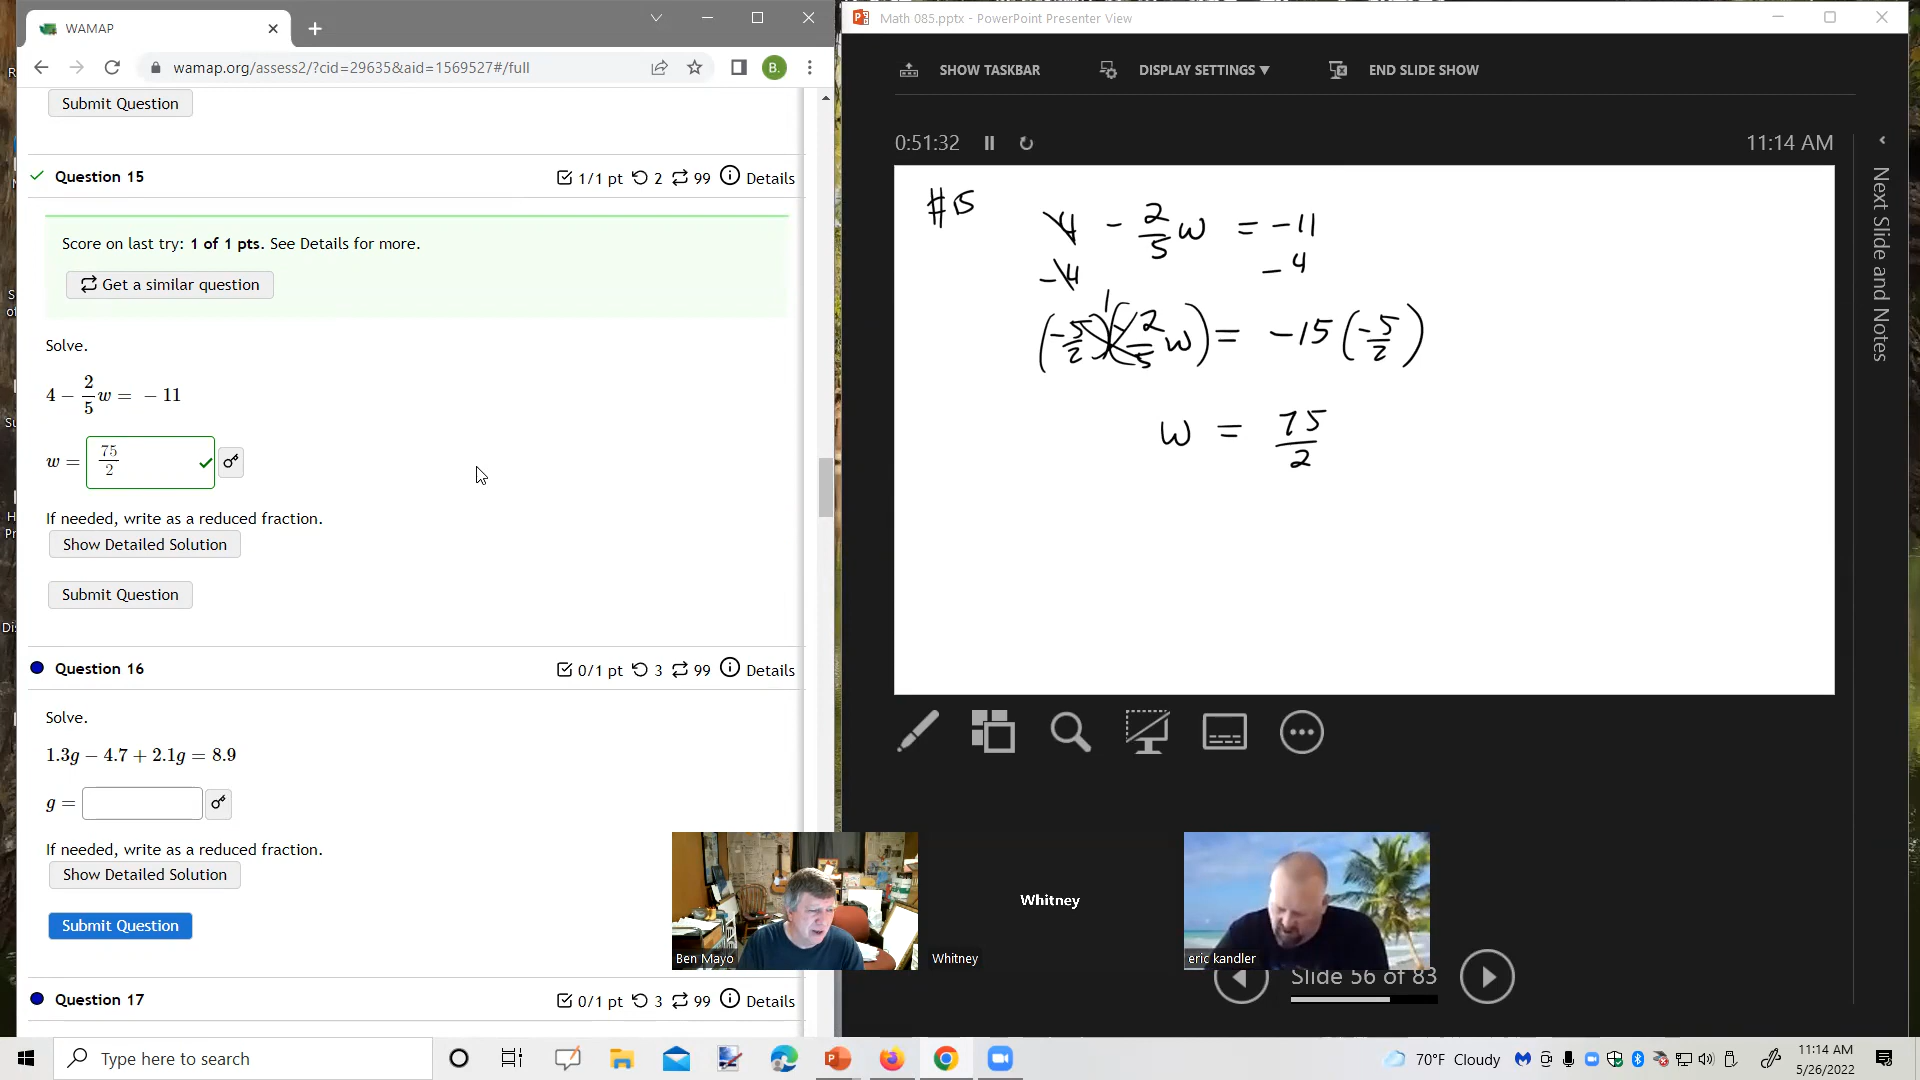 WAMAP
wamap.org/assess2/?cid=29635&aid=1569527#/full
B.
Submit Question
Question 15
1/1 pt 2 99 Details
Score on last try: 1 of 1 pts. See Details for more.
Get a similar question
Solve.
4 − 2/5 w = − 11
w = 75/2
If needed, write as a reduced fraction.
Show Detailed Solution
Submit Question
Question 16
0/1 pt 3 99 Details
Solve.
1.3g − 4.7 + 2.1g = 8.9
g =
If needed, write as a reduced fraction.
Show Detailed Solution
Submit Question
Question 17
0/1 pt 3 99 Details
Math 085.pptx - PowerPoint Presenter View
SHOW TASKBAR
DISPLAY SETTINGS
END SLIDE SHOW
0:51:32
11:14 AM
Next Slide and Notes
#15
4 - 2/5 w = -11
-4 -4
1
(-5/2)(-2/5 w) = -15(-5/2)
w = 75/2
Ben Mayo
Whitney
Whitney
eric kandler
Slide 56 of 83
Type here to search
70°F Cloudy
11:14 AM
5/26/2022